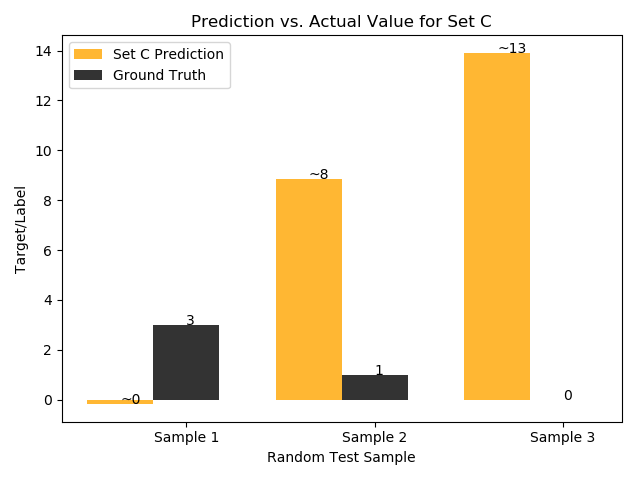 Prediction vs. Actual Value for Set C
Set C Prediction
Ground Truth
Target/Label
14
12
10
8
6
4
2
0
~0
3
~8
1
~13
0
Sample 1
Sample 2
Sample 3
Random Test Sample